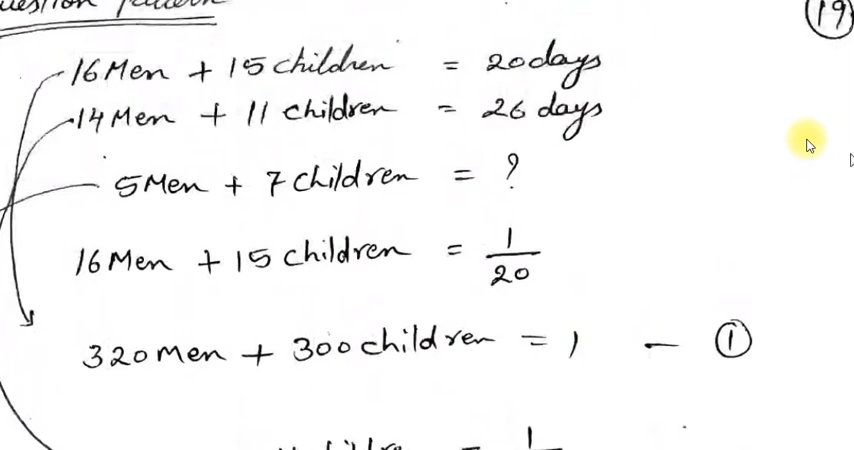 19
16 Men + 15 children = 20 days
14 Men + 11 children = 26 days
5 Men + 7 children = ?
16 Men + 15 children = 1/20
320 men + 300 children = 1 — 1